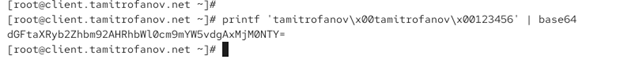 [root@client.tamitrofanov.net ~]#
[root@client.tamitrofanov.net ~]# printf `tamitrofanov\x00tamitrofanov\x00123456` | base64
dGFtaXRyb2Zhbm92AHRhbWl0cm9mYW5vdgAxMjM0NTY=
[root@client.tamitrofanov.net ~]#